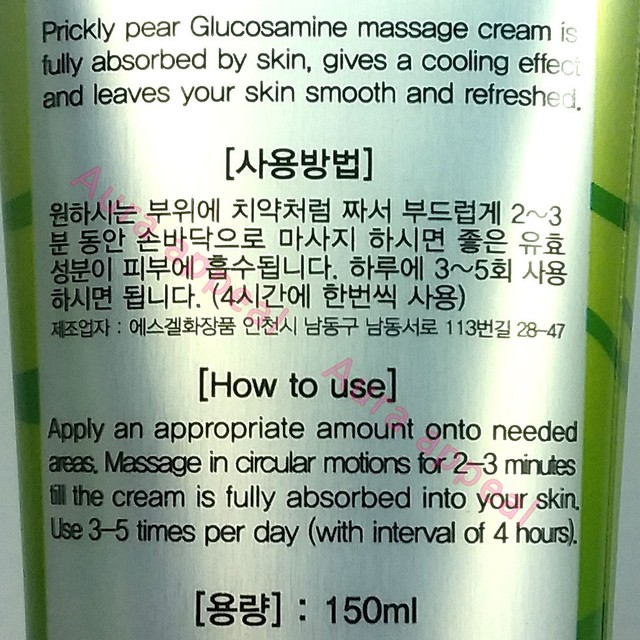 Prickly pear Glucosamine massage cream is
fully absorbed by skin, gives a cooling effect
and leaves your skin smooth and refreshed.
[사용방법]
원하시는 부위에 치약처럼 짜서 부드럽게 2~3
분 동안 손바닥으로 마사지 하시면 좋은 유효
성분이 피부에 흡수됩니다. 하루에 3~5회 사용
하시면 됩니다. (4시간에 한번씩 사용)
제조업자 : 에스겔화장품 인천시 남동구 남동서로 113번길 28-47
[How to use]
Apply an appropriate amount onto needed
areas. Massage in circular motions for 2-3 minutes
till the cream is fully absorbed into your skin.
Use 3-5 times per day (with interval of 4 hours).
[용량] : 150ml
Aura appeal
Aura appeal